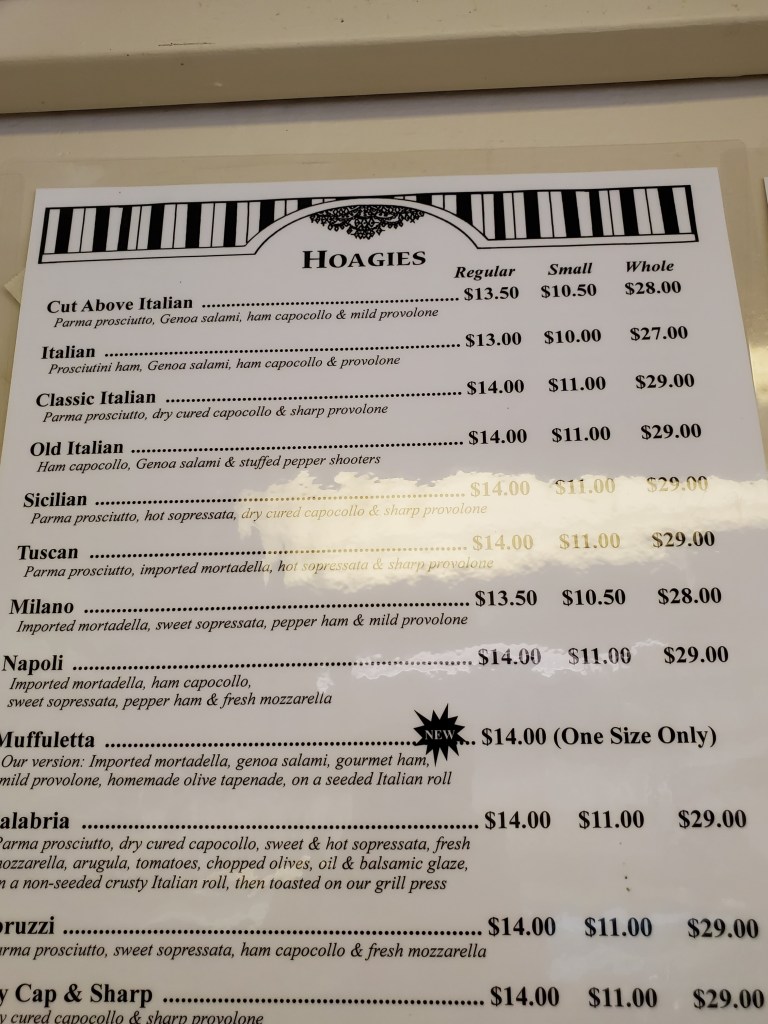 HOAGIES
Regular Small Whole
Cut Above Italian ........................................................ $13.50 $10.50 $28.00
Parma prosciutto, Genoa salami, ham capocollo & mild provolone
Italian ........................................................................ $13.00 $10.00 $27.00
Prosciutini ham, Genoa salami, ham capocollo & provolone
Classic Italian ............................................................ $14.00 $11.00 $29.00
Parma prosciutto, dry cured capocollo & sharp provolone
Old Italian .................................................................. $14.00 $11.00 $29.00
Ham capocollo, Genoa salami & stuffed pepper shooters
Sicilian ........................................................................ $14.00 $11.00 $29.00
Parma prosciutto, hot sopressata, dry cured capocollo & sharp provolone
Tuscan ........................................................................ $14.00 $11.00 $29.00
Parma prosciutto, imported mortadella, hot sopressata & sharp provolone
Milano ........................................................................ $13.50 $10.50 $28.00
Imported mortadella, sweet sopressata, pepper ham & mild provolone
Napoli ........................................................................ $14.00 $11.00 $29.00
Imported mortadella, ham capocollo,
sweet sopressata, pepper ham & fresh mozzarella
Muffuletta ............................................................ NEW .. $14.00 (One Size Only)
Our version: Imported mortadella, genoa salami, gourmet ham,
mild provolone, homemade olive tapenade, on a seeded Italian roll
alabria ........................................................................ $14.00 $11.00 $29.00
Parma prosciutto, dry cured capocollo, sweet & hot sopressata, fresh
ozzarella, arugula, tomatoes, chopped olives, oil & balsamic glaze,
n a non-seeded crusty Italian roll, then toasted on our grill press
ruzzi ........................................................................ $14.00 $11.00 $29.00
rma prosciutto, sweet sopressata, ham capocollo & fresh mozzarella
y Cap & Sharp ............................................................ $14.00 $11.00 $29.00
y cured capocollo & sharp provolone